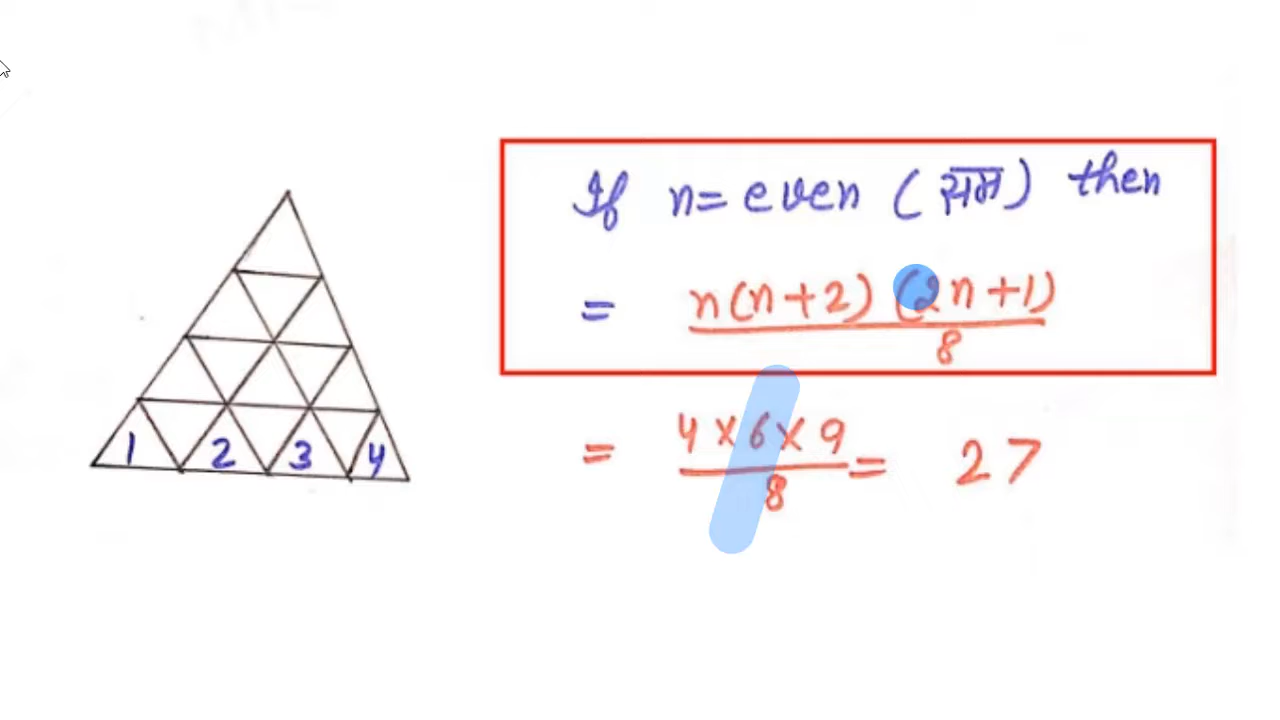 If n = even (सम) then
= n(n+2)(2n+1)/8
= 4×6×9/8 = 27
1 2 3 4